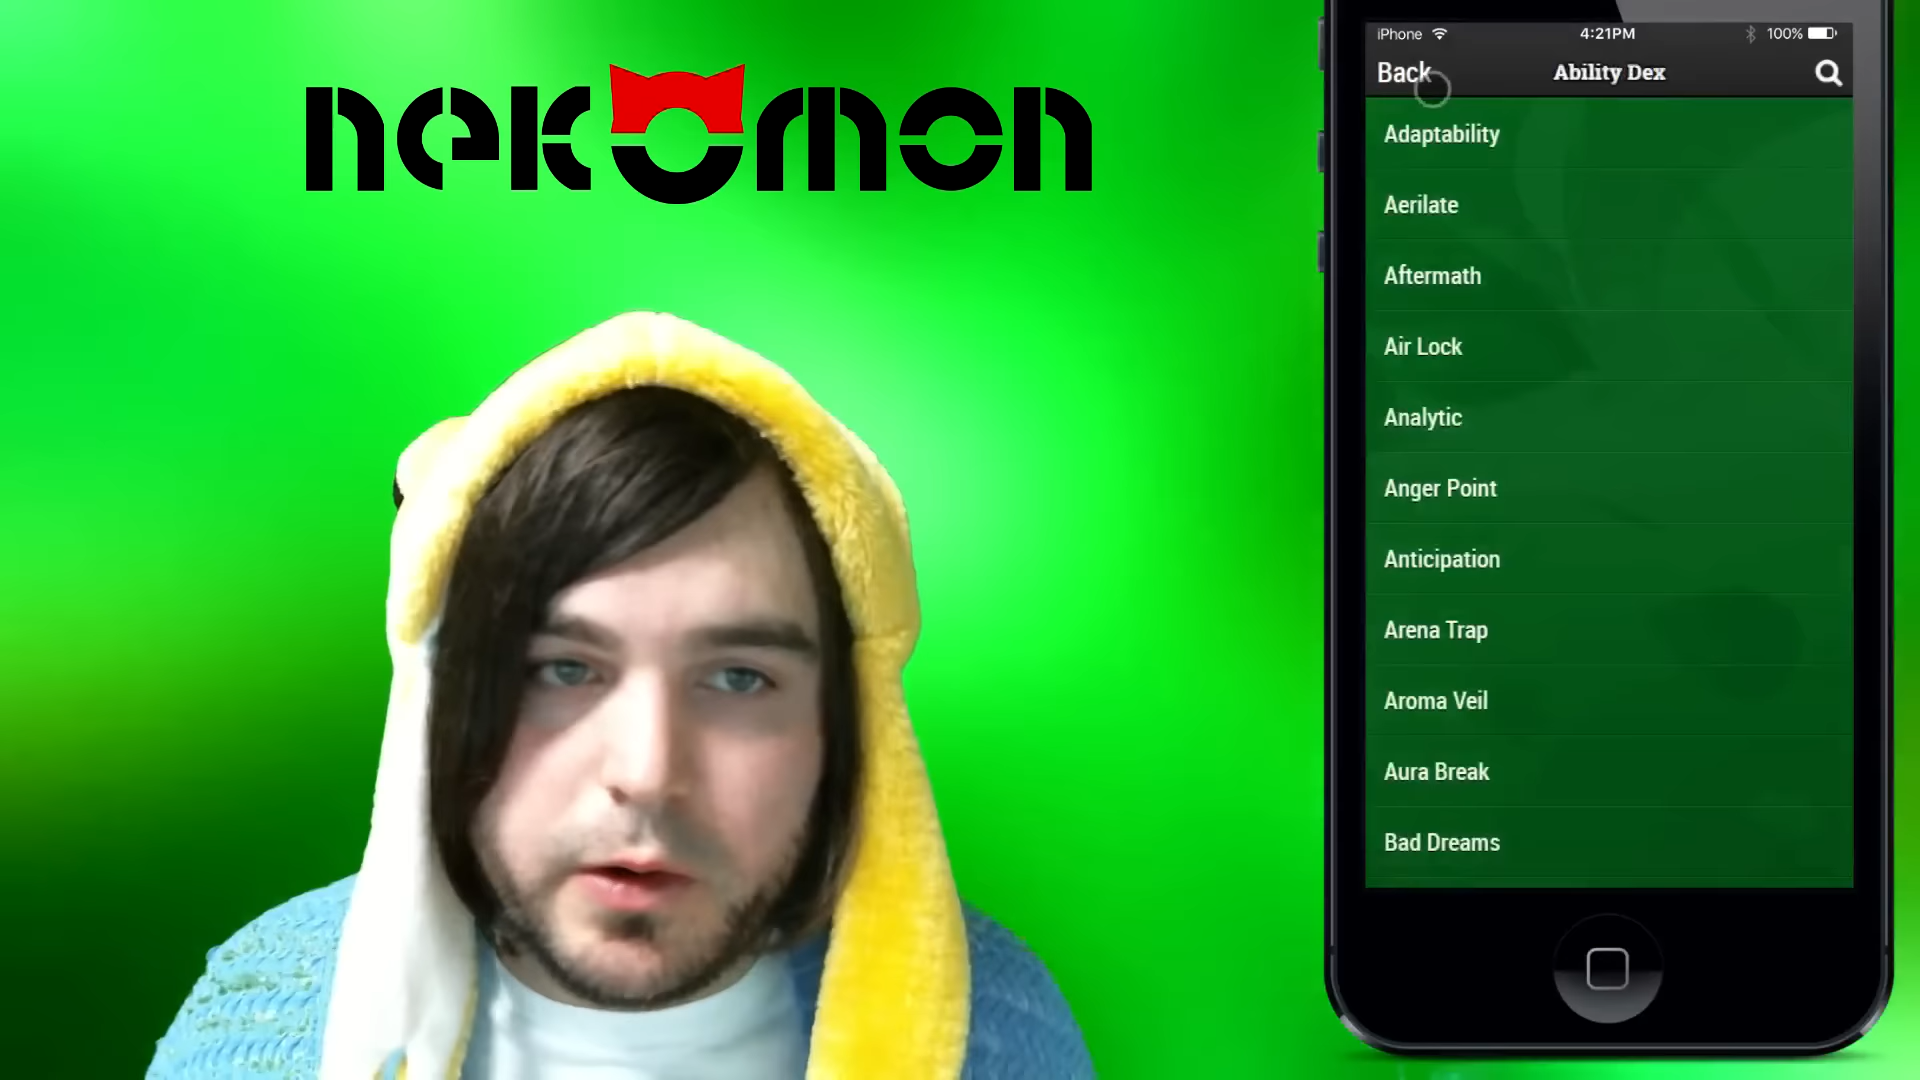 nekomon
iPhone 4:21PM 100%
Back Ability Dex
Adaptability
Aerilate
Aftermath
Air Lock
Analytic
Anger Point
Anticipation
Arena Trap
Aroma Veil
Aura Break
Bad Dreams